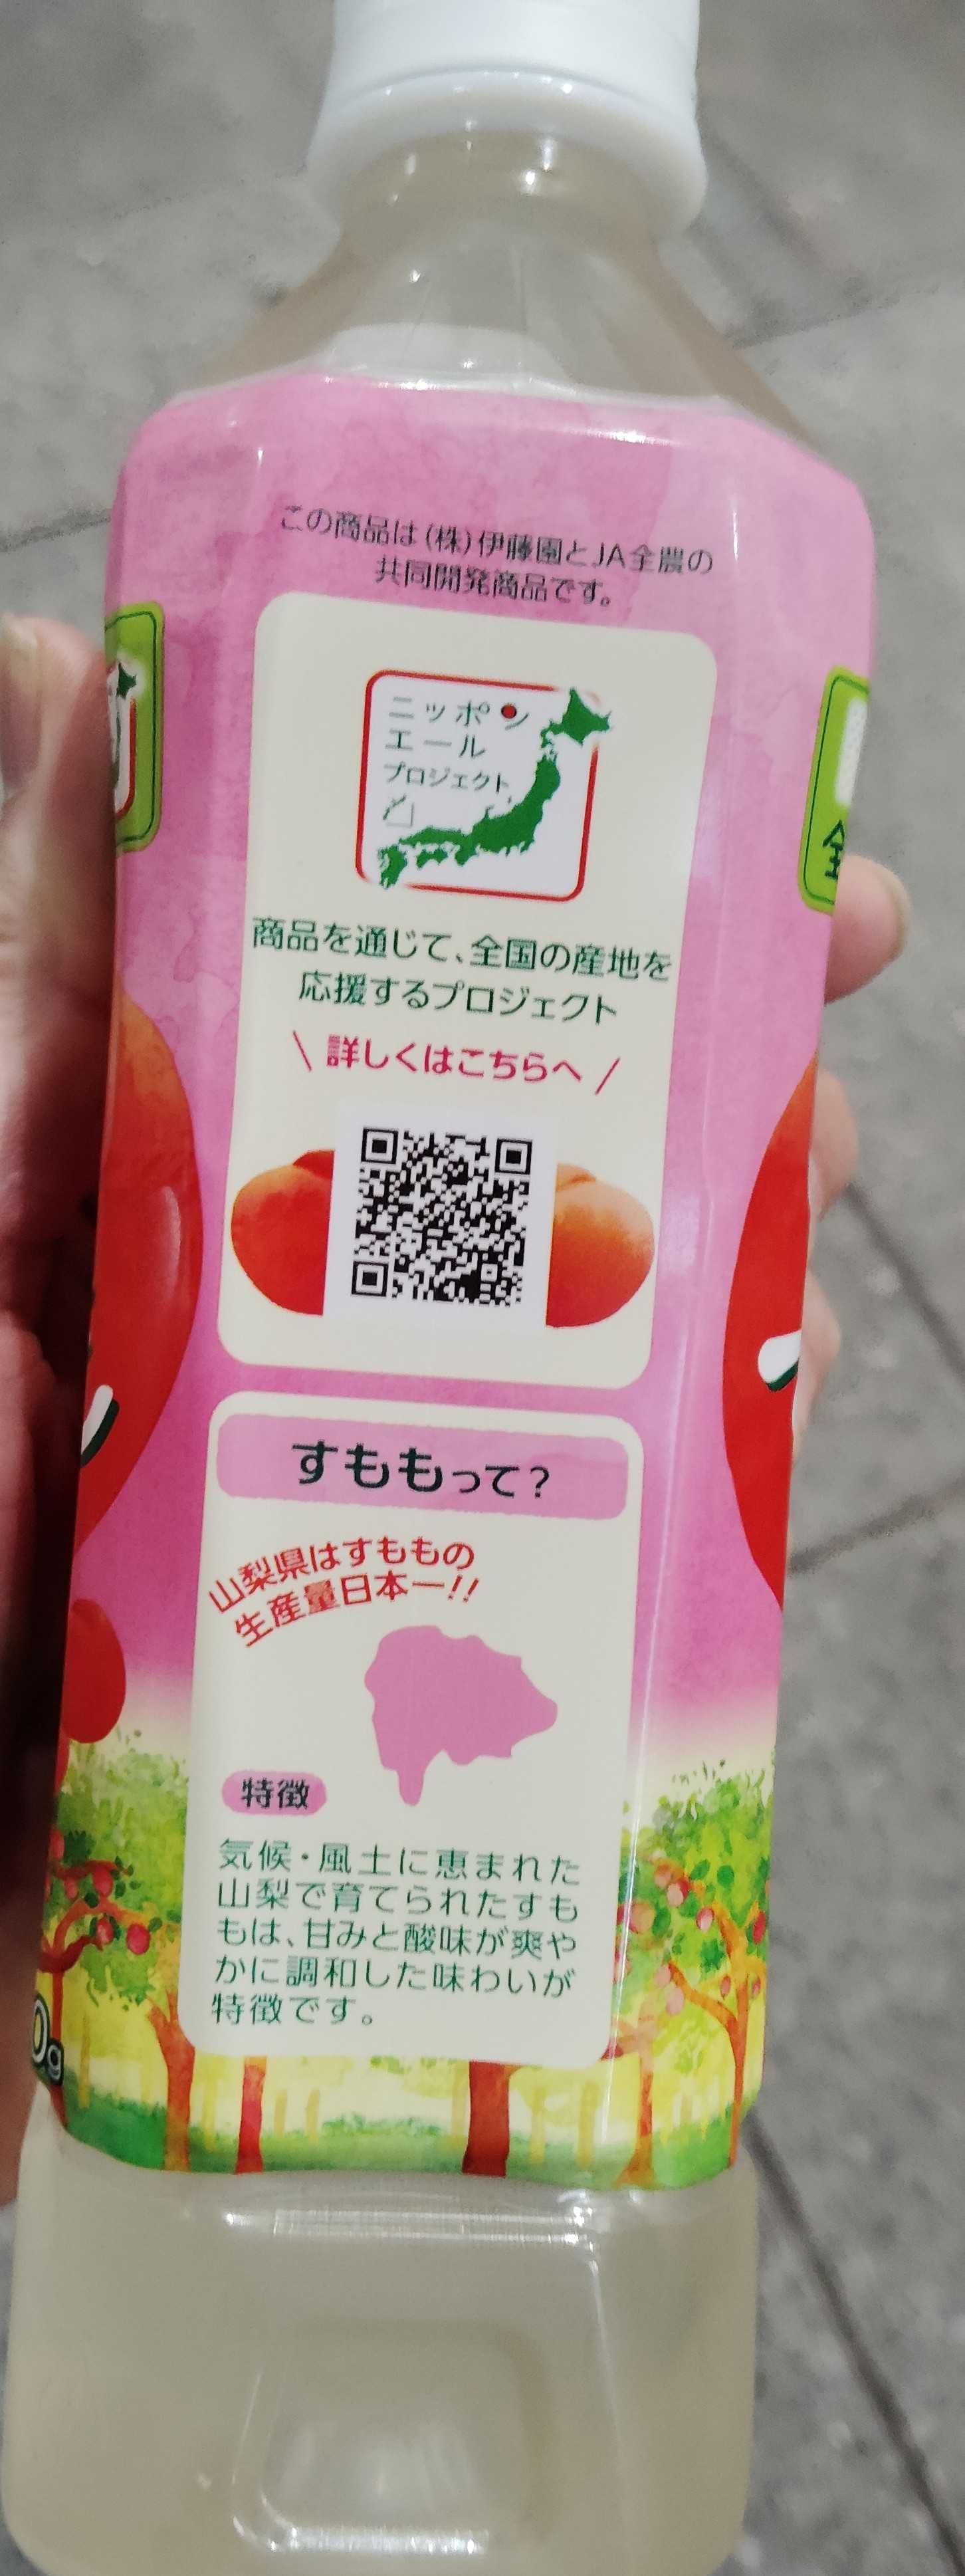 この商品は(株)伊藤園とJA全農の
共同開発商品です。
ニッポン
エール
プロジェクト
商品を通じて、全国の産地を
応援するプロジェクト
\ 詳しくはこちらへ /
すももって?
山梨県はすももの
生産量日本一!!
特徴
気候・風土に恵まれた
山梨で育てられたすも
もは、甘みと酸味が爽や
かに調和した味わいが
特徴です。
全
0g